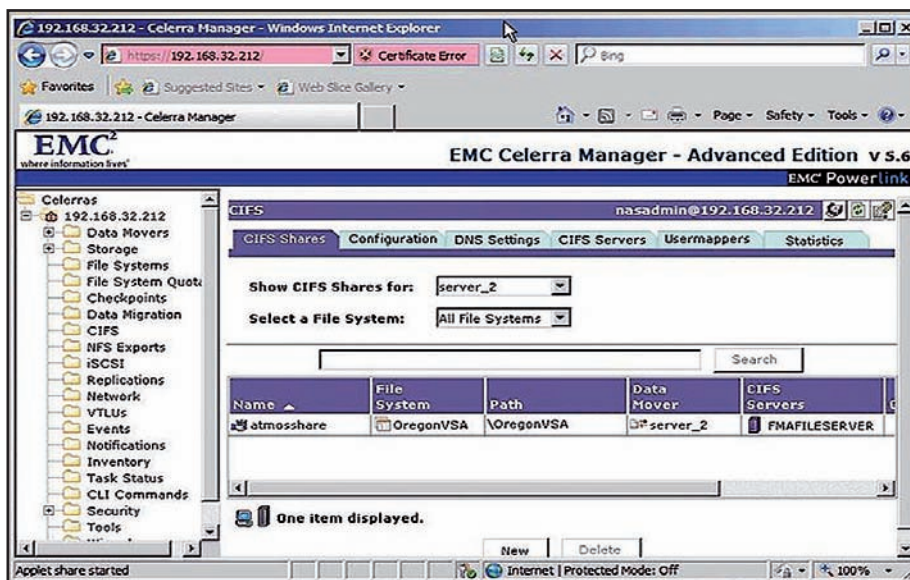 192.168.32.212 - Celerra Manager - Windows Internet Explorer
https://192.168.32.212/ Certificate Error Bing
Favorites Suggested Sites Web Slice Gallery
192.168.32.212 - Celerra Manager Page Safety Tools
EMC²
where information lives®
EMC Celerra Manager - Advanced Edition v 5.6
EMC® Powerlink
Celerras
192.168.32.212
Data Movers
Storage
File Systems
File System Quota
Checkpoints
Data Migration
CIFS
NFS Exports
iSCSI
Replications
Network
VTLUs
Events
Notifications
Inventory
Task Status
CLI Commands
Security
Tools
CIFS nasadmin@192.168.32.212
CIFS Shares Configuration DNS Settings CIFS Servers Usermappers Statistics
Show CIFS Shares for: server_2
Select a File System: All File Systems
Search
Name File System Path Data Mover CIFS Servers
atmosshare OregonVSA \OregonVSA server_2 FMAFILESERVER
One item displayed.
New Delete
Applet share started Internet | Protected Mode: Off 100%